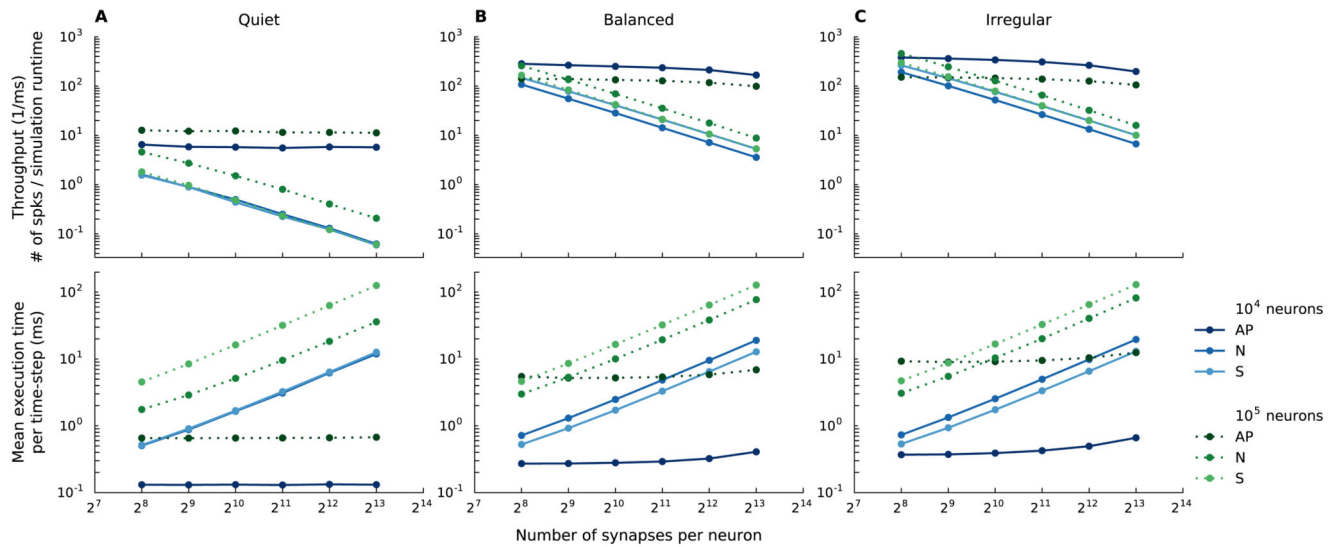 A Quiet
B Balanced
C Irregular
Throughput (1/ms)
# of spks / simulation runtime
10³
10²
10¹
10⁰
10⁻¹
10³
10²
10¹
10⁰
10⁻¹
10³
10²
10¹
10⁰
10⁻¹
Mean execution time
per time-step (ms)
10²
10¹
10⁰
10⁻¹
10²
10¹
10⁰
10⁻¹
10²
10¹
10⁰
10⁻¹
2⁷ 2⁸ 2⁹ 2¹⁰ 2¹¹ 2¹² 2¹³ 2¹⁴
2⁷ 2⁸ 2⁹ 2¹⁰ 2¹¹ 2¹² 2¹³ 2¹⁴
2⁷ 2⁸ 2⁹ 2¹⁰ 2¹¹ 2¹² 2¹³ 2¹⁴
Number of synapses per neuron
10⁴ neurons
AP
N
S
10⁵ neurons
AP
N
S